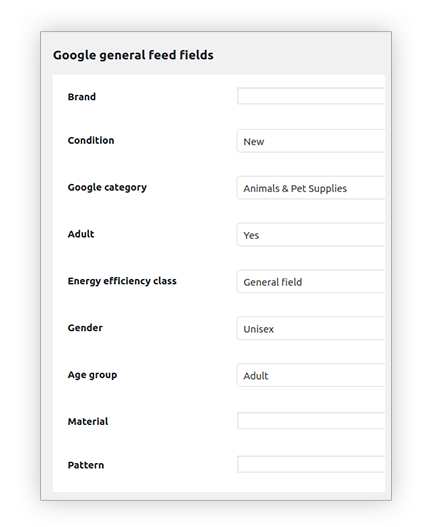 Google general feed fields
Brand
Condition New
Google category Animals & Pet Supplies
Adult Yes
Energy efficiency class General field
Gender Unisex
Age group Adult
Material
Pattern